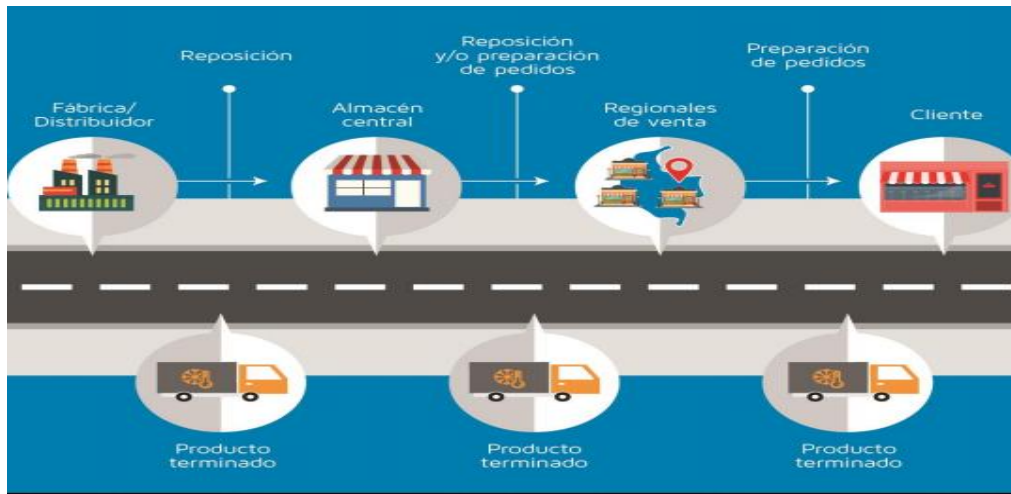 Reposición
Reposición
y/o preparación
de pedidos
Preparación
de pedidos
Fábrica/
Distribuidor
Almacén
central
Regionales
de venta
Cliente
Producto
terminado
Producto
terminado
Producto
terminado